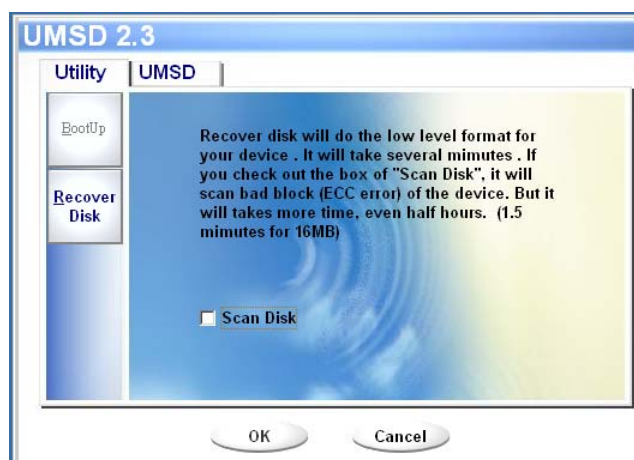 UMSD 2.3
Utility
UMSD
BootUp
Recover
Disk
Recover disk will do the low level format for
your device . It will take several mimutes . If
you check out the box of "Scan Disk", it will
scan bad block (ECC error) of the device. But it
will takes more time, even half hours. (1.5
mimutes for 16MB)
Scan Disk
OK
Cancel